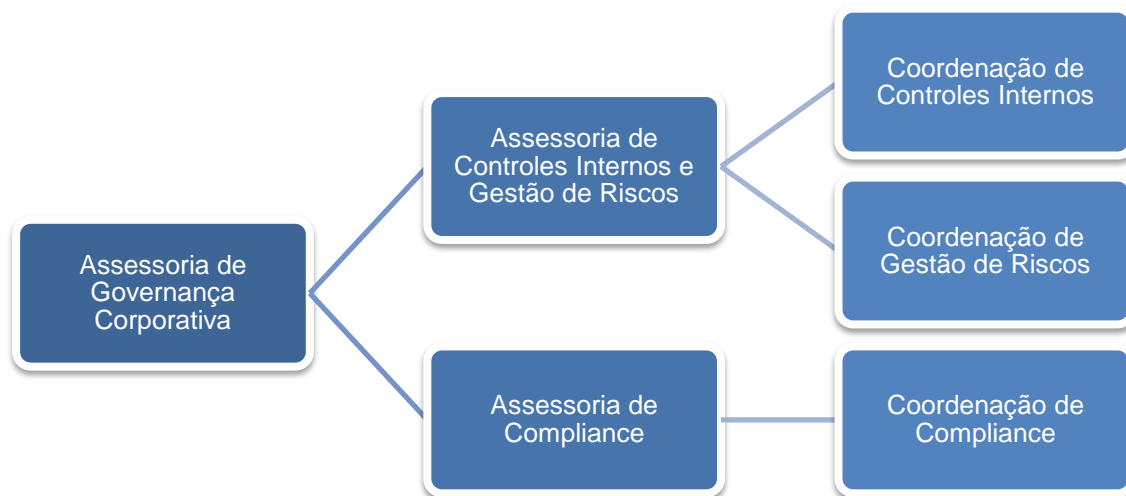 Assessoria de
Governança
Corporativa
Assessoria de
Controles Internos e
Gestão de Riscos
Coordenação de
Controles Internos
Coordenação de
Gestão de Riscos
Assessoria de
Compliance
Coordenação de
Compliance